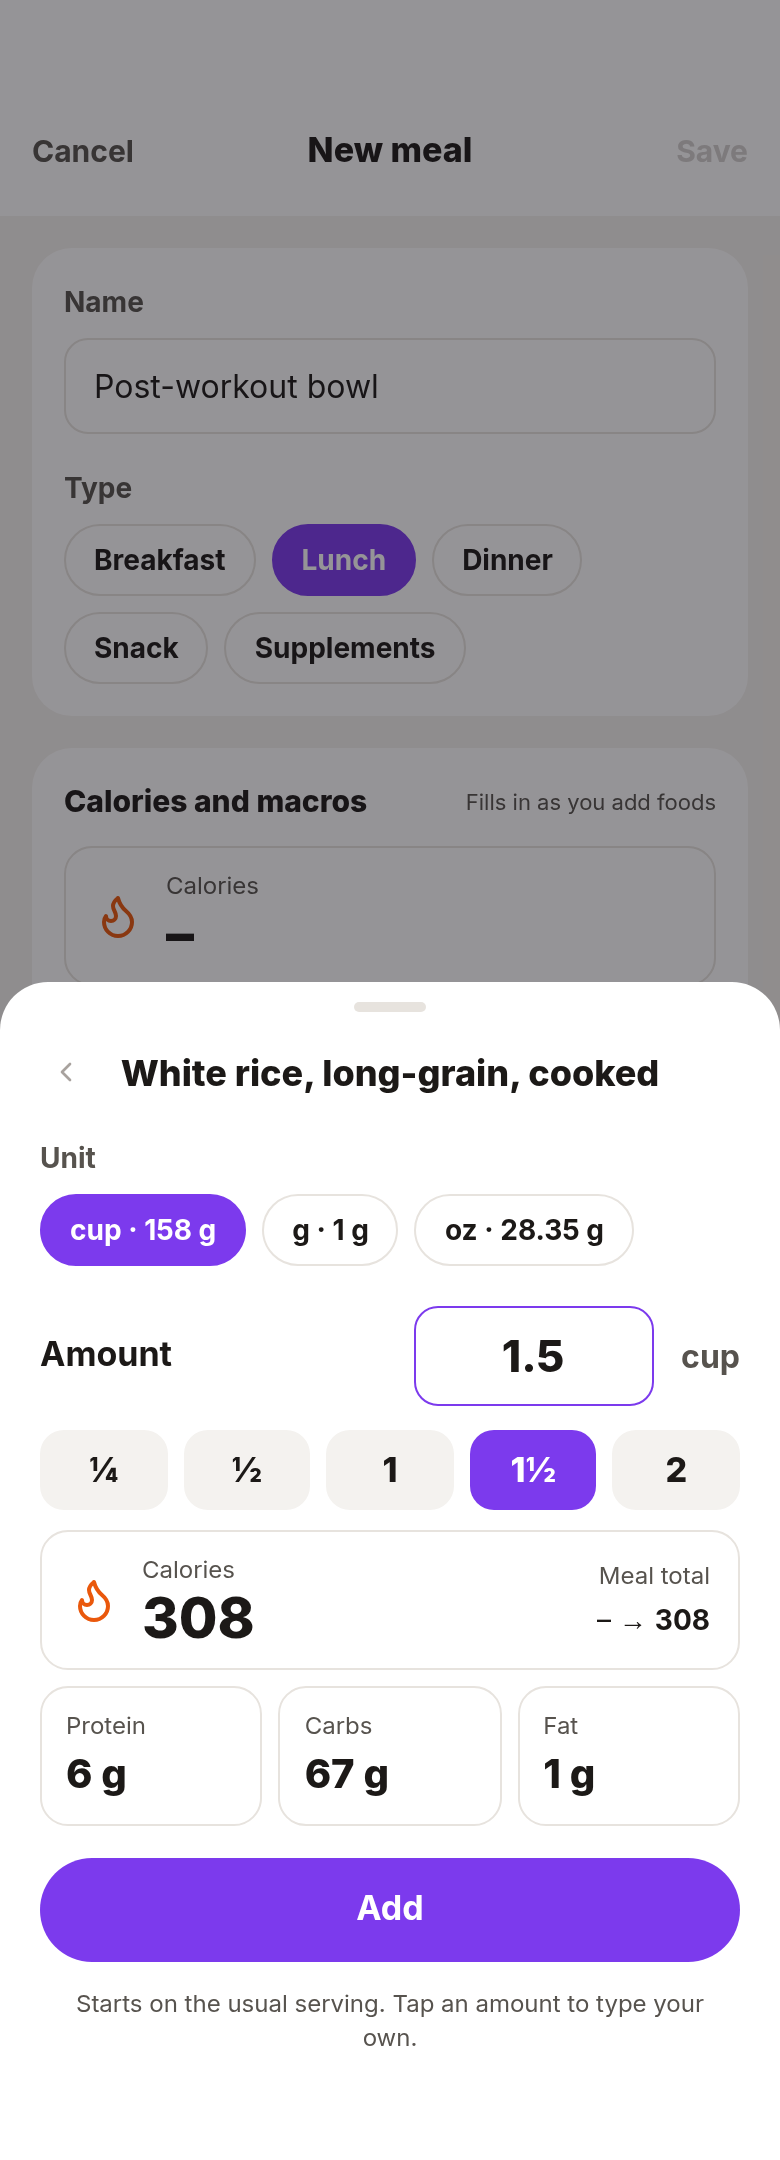 Cancel
New meal
Save
Name
Post-workout bowl
Type
Breakfast
Lunch
Dinner
Snack
Supplements
Calories and macros
Fills in as you add foods
Calories
–
White rice, long-grain, cooked
Unit
cup · 158 g
g · 1 g
oz · 28.35 g
Amount
1.5
cup
¼
½
1
1½
2
Calories
308
Meal total
– → 308
Protein
6 g
Carbs
67 g
Fat
1 g
Add
Starts on the usual serving. Tap an amount to type your
own.